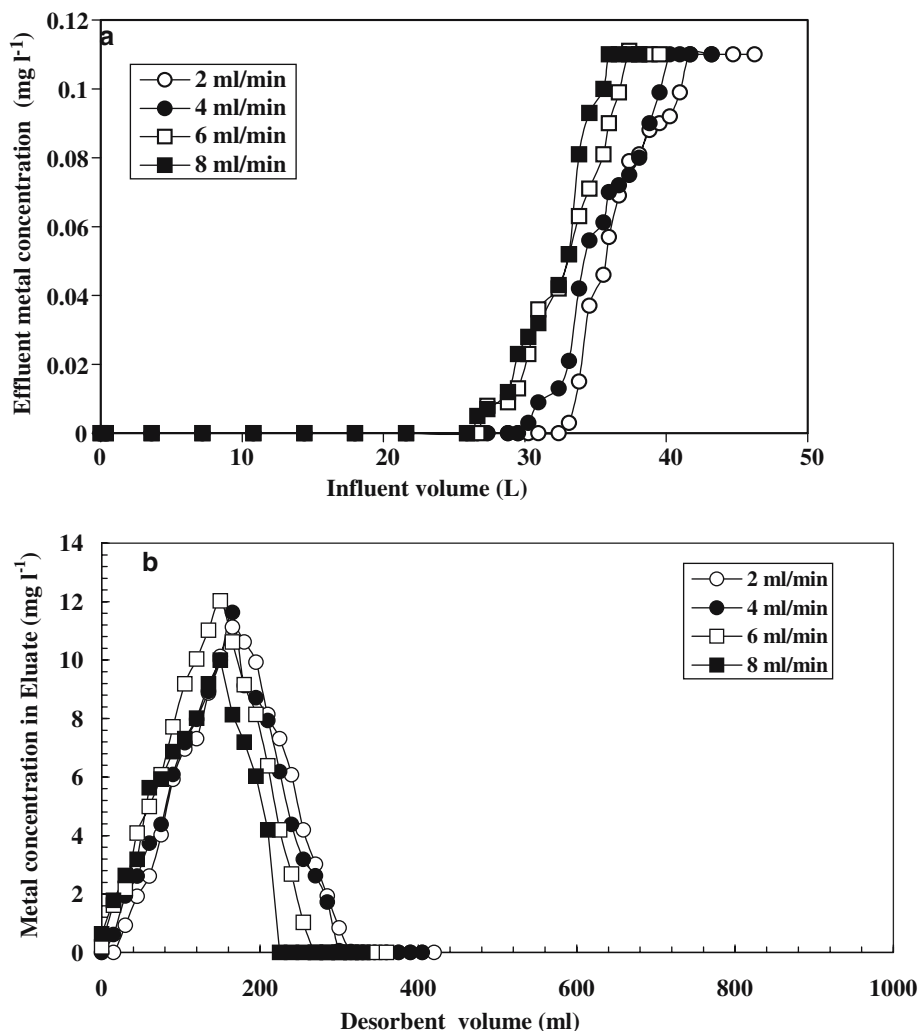 a
Effluent metal concentration (mg l-1)
0.12
0.1
0.08
0.06
0.04
0.02
0
2 ml/min
4 ml/min
6 ml/min
8 ml/min
0 10 20 30 40 50
Influent volume (L)
b
Metal concentration in Eluate (mg l-1)
14
12
10
8
6
4
2
0
2 ml/min
4 ml/min
6 ml/min
8 ml/min
0 200 400 600 800 1000
Desorbent volume (ml)